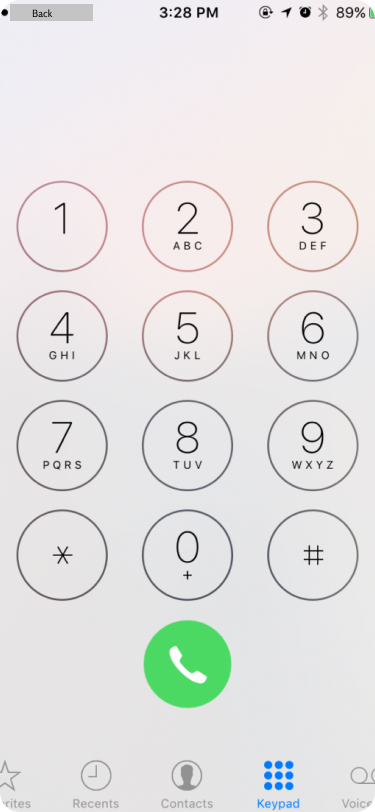 Back 3:28 PM 89%
1 2 3
ABC DEF
4 5 6
GHI JKL MNO
7 8 9
PQRS TUV WXYZ
* 0 #
+
rites Recents Contacts Keypad Voice